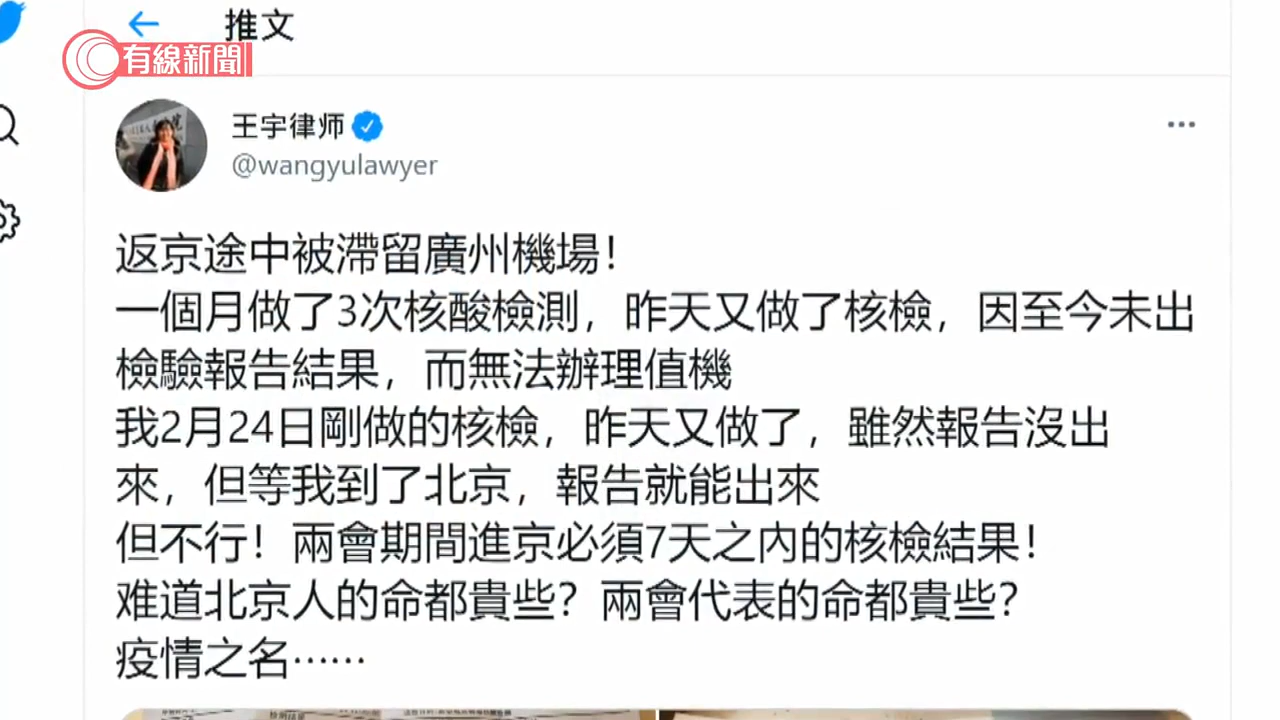 推文
有線新聞
王宇律师
@wangyulawyer
返京途中被滯留廣州機場！
一個月做了3次核酸檢測，昨天又做了核檢，因至今未出
檢驗報告結果，而無法辦理值機
我2月24日剛做的核檢，昨天又做了，雖然報告沒出
來，但等我到了北京，報告就能出來
但不行！兩會期間進京必須7天之内的核檢結果！
难道北京人的命都貴些？兩會代表的命都貴些？
疫情之名······